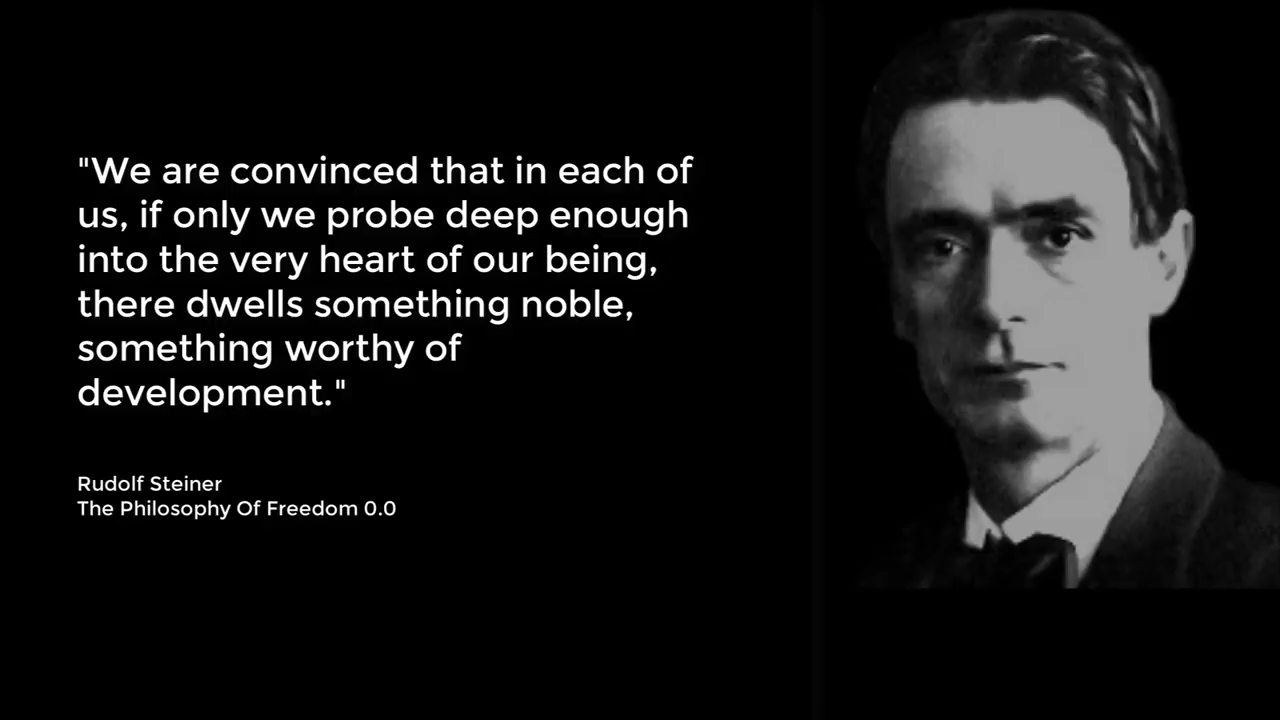 "We are convinced that in each of
us, if only we probe deep enough
into the very heart of our being,
there dwells something noble,
something worthy of
development."
Rudolf Steiner
The Philosophy Of Freedom 0.0